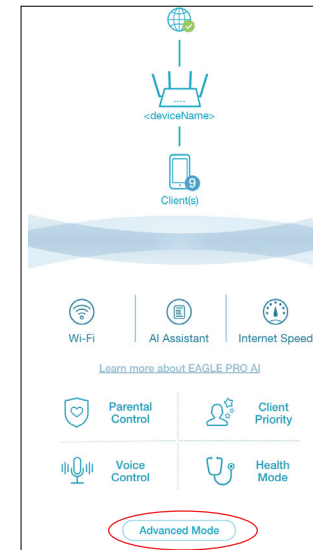 <deviceName>
9
Client(s)
Wi-Fi
AI Assistant
Internet Speed
Learn more about EAGLE PRO AI
Parental
Control
Client
Priority
Voice
Control
Health
Mode
Advanced Mode